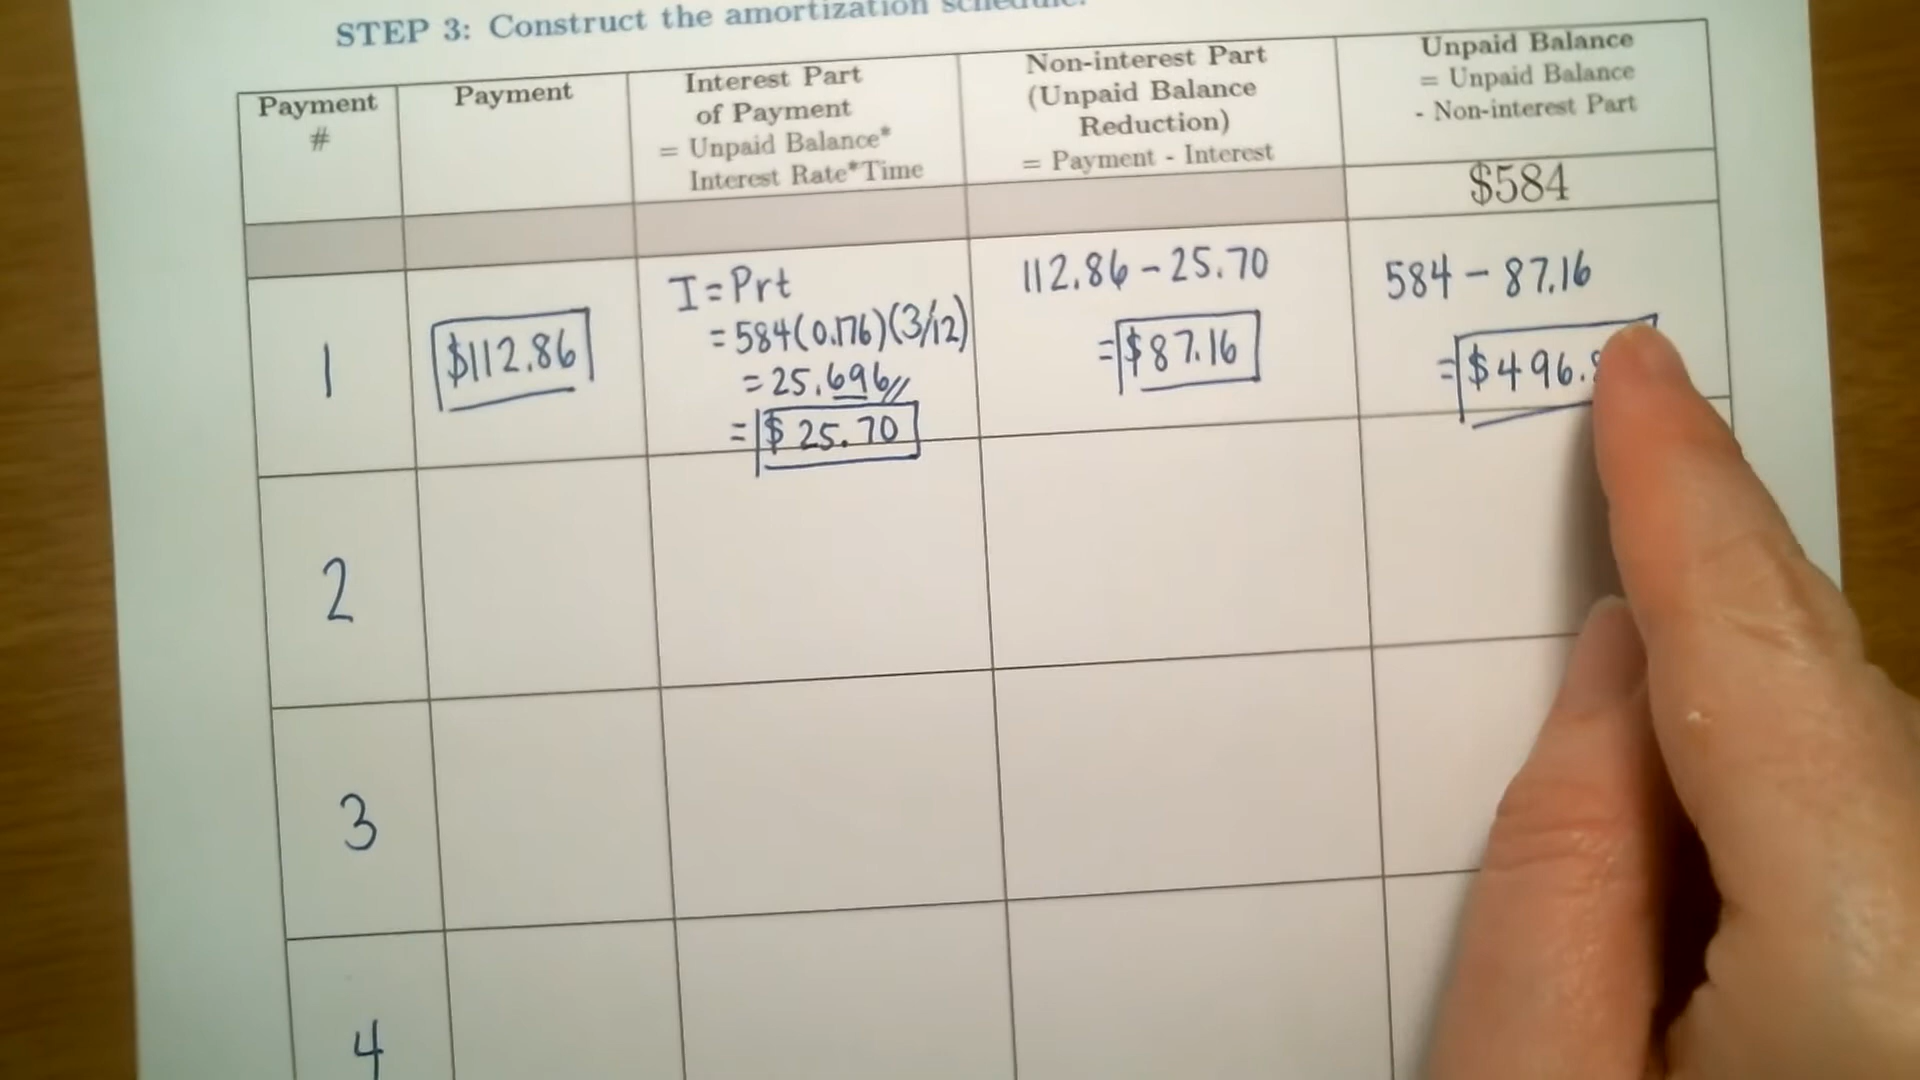 STEP 3: Construct the amortization schedule.
Payment
#
Payment
Interest Part
of Payment
= Unpaid Balance*
Interest Rate*Time
Non-interest Part
(Unpaid Balance
Reduction)
= Payment - Interest
Unpaid Balance
= Unpaid Balance
- Non-interest Part
$584
1
$112.86
I = Prt
= 584(0.176)(3/12)
= 25.696
= $ 25.70
112.86 - 25.70
= $87.16
584 - 87.16
= $496.8
2
3
4